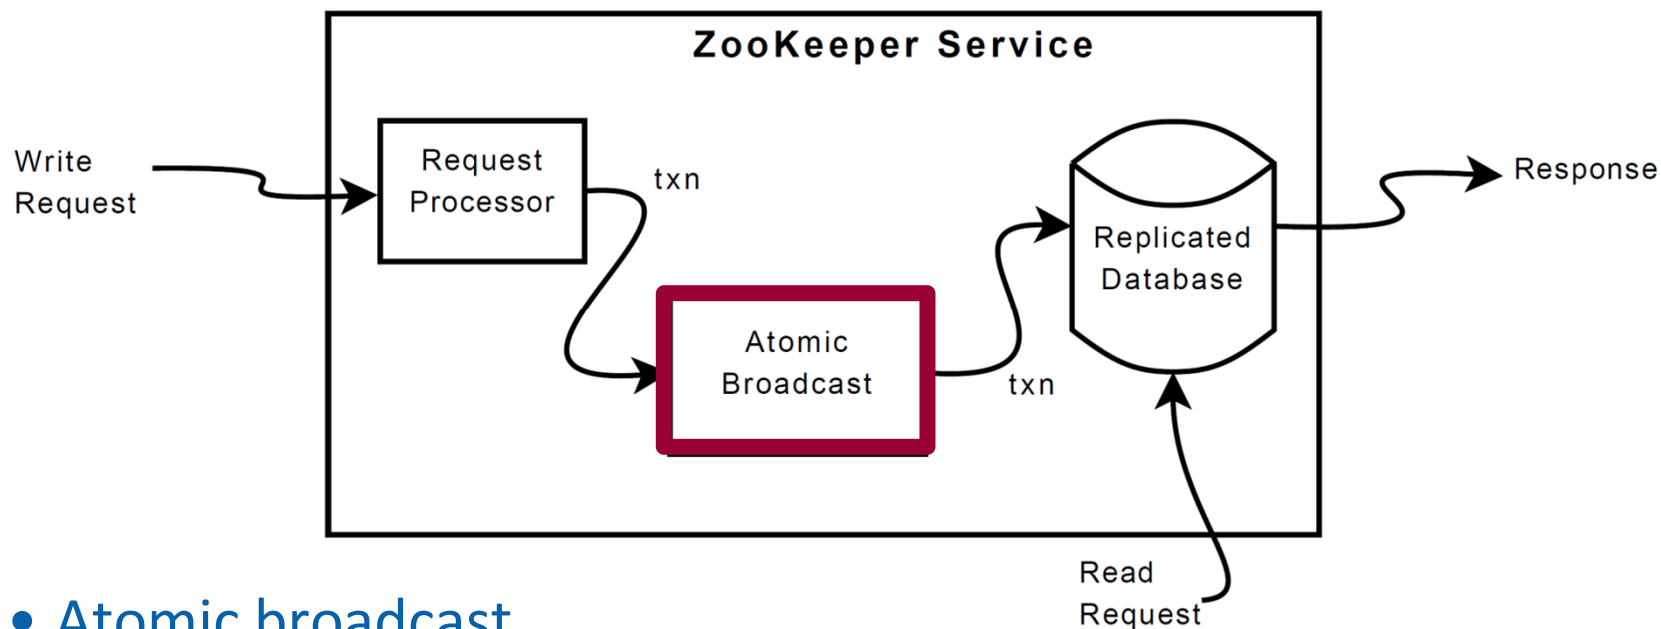 ZooKeeper Service
Write
Request
Request
Processor
txn
Atomic
Broadcast
txn
Replicated
Database
Response
Read
Request
• Atomic broadcast